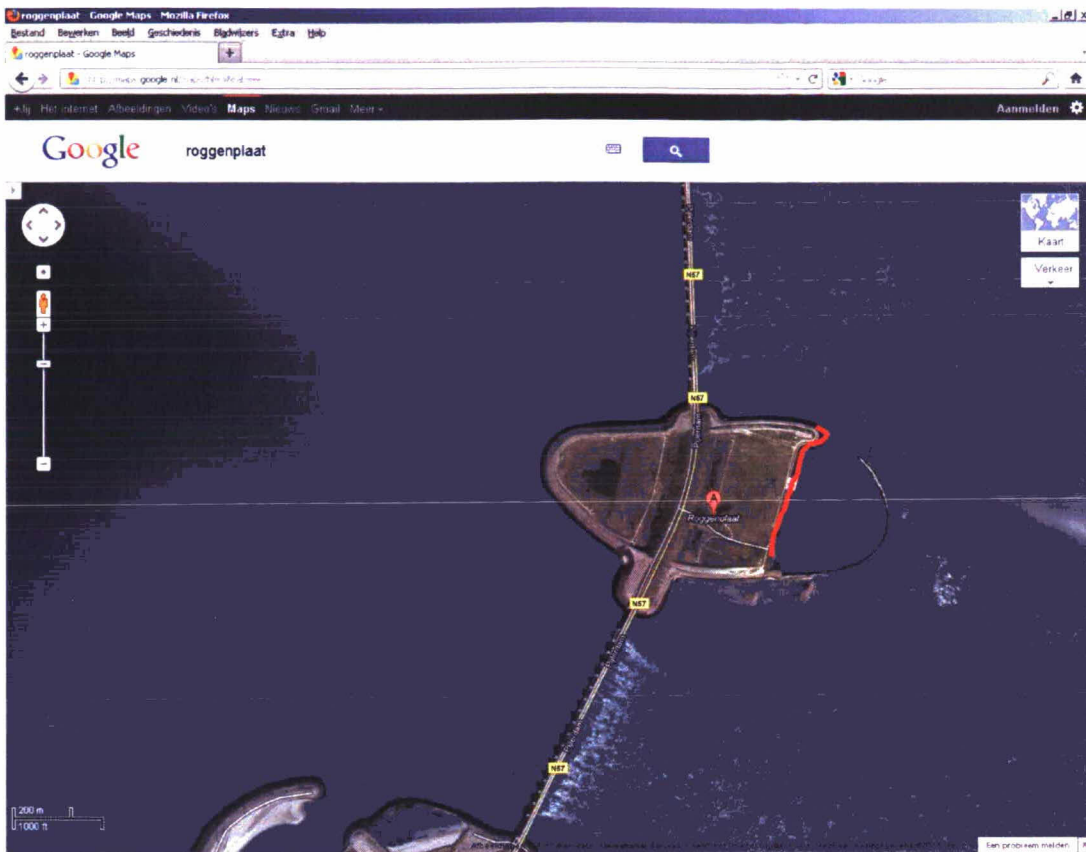 roggenplaat - Google Maps - Mozilla Firefox
Bestand Bewerken Beeld Geschiedenis Bladwijzers Extra Help
roggenplaat - Google Maps
Google
+Jij Het internet Afbeeldingen Video's Maps Nieuws Gmail Meer
Aanmelden
Google roggenplaat
Kaart
Verkeer
N57
N57
Roggenplaat
A
N57
N57
200 m
1000 ft
Een probleem melden